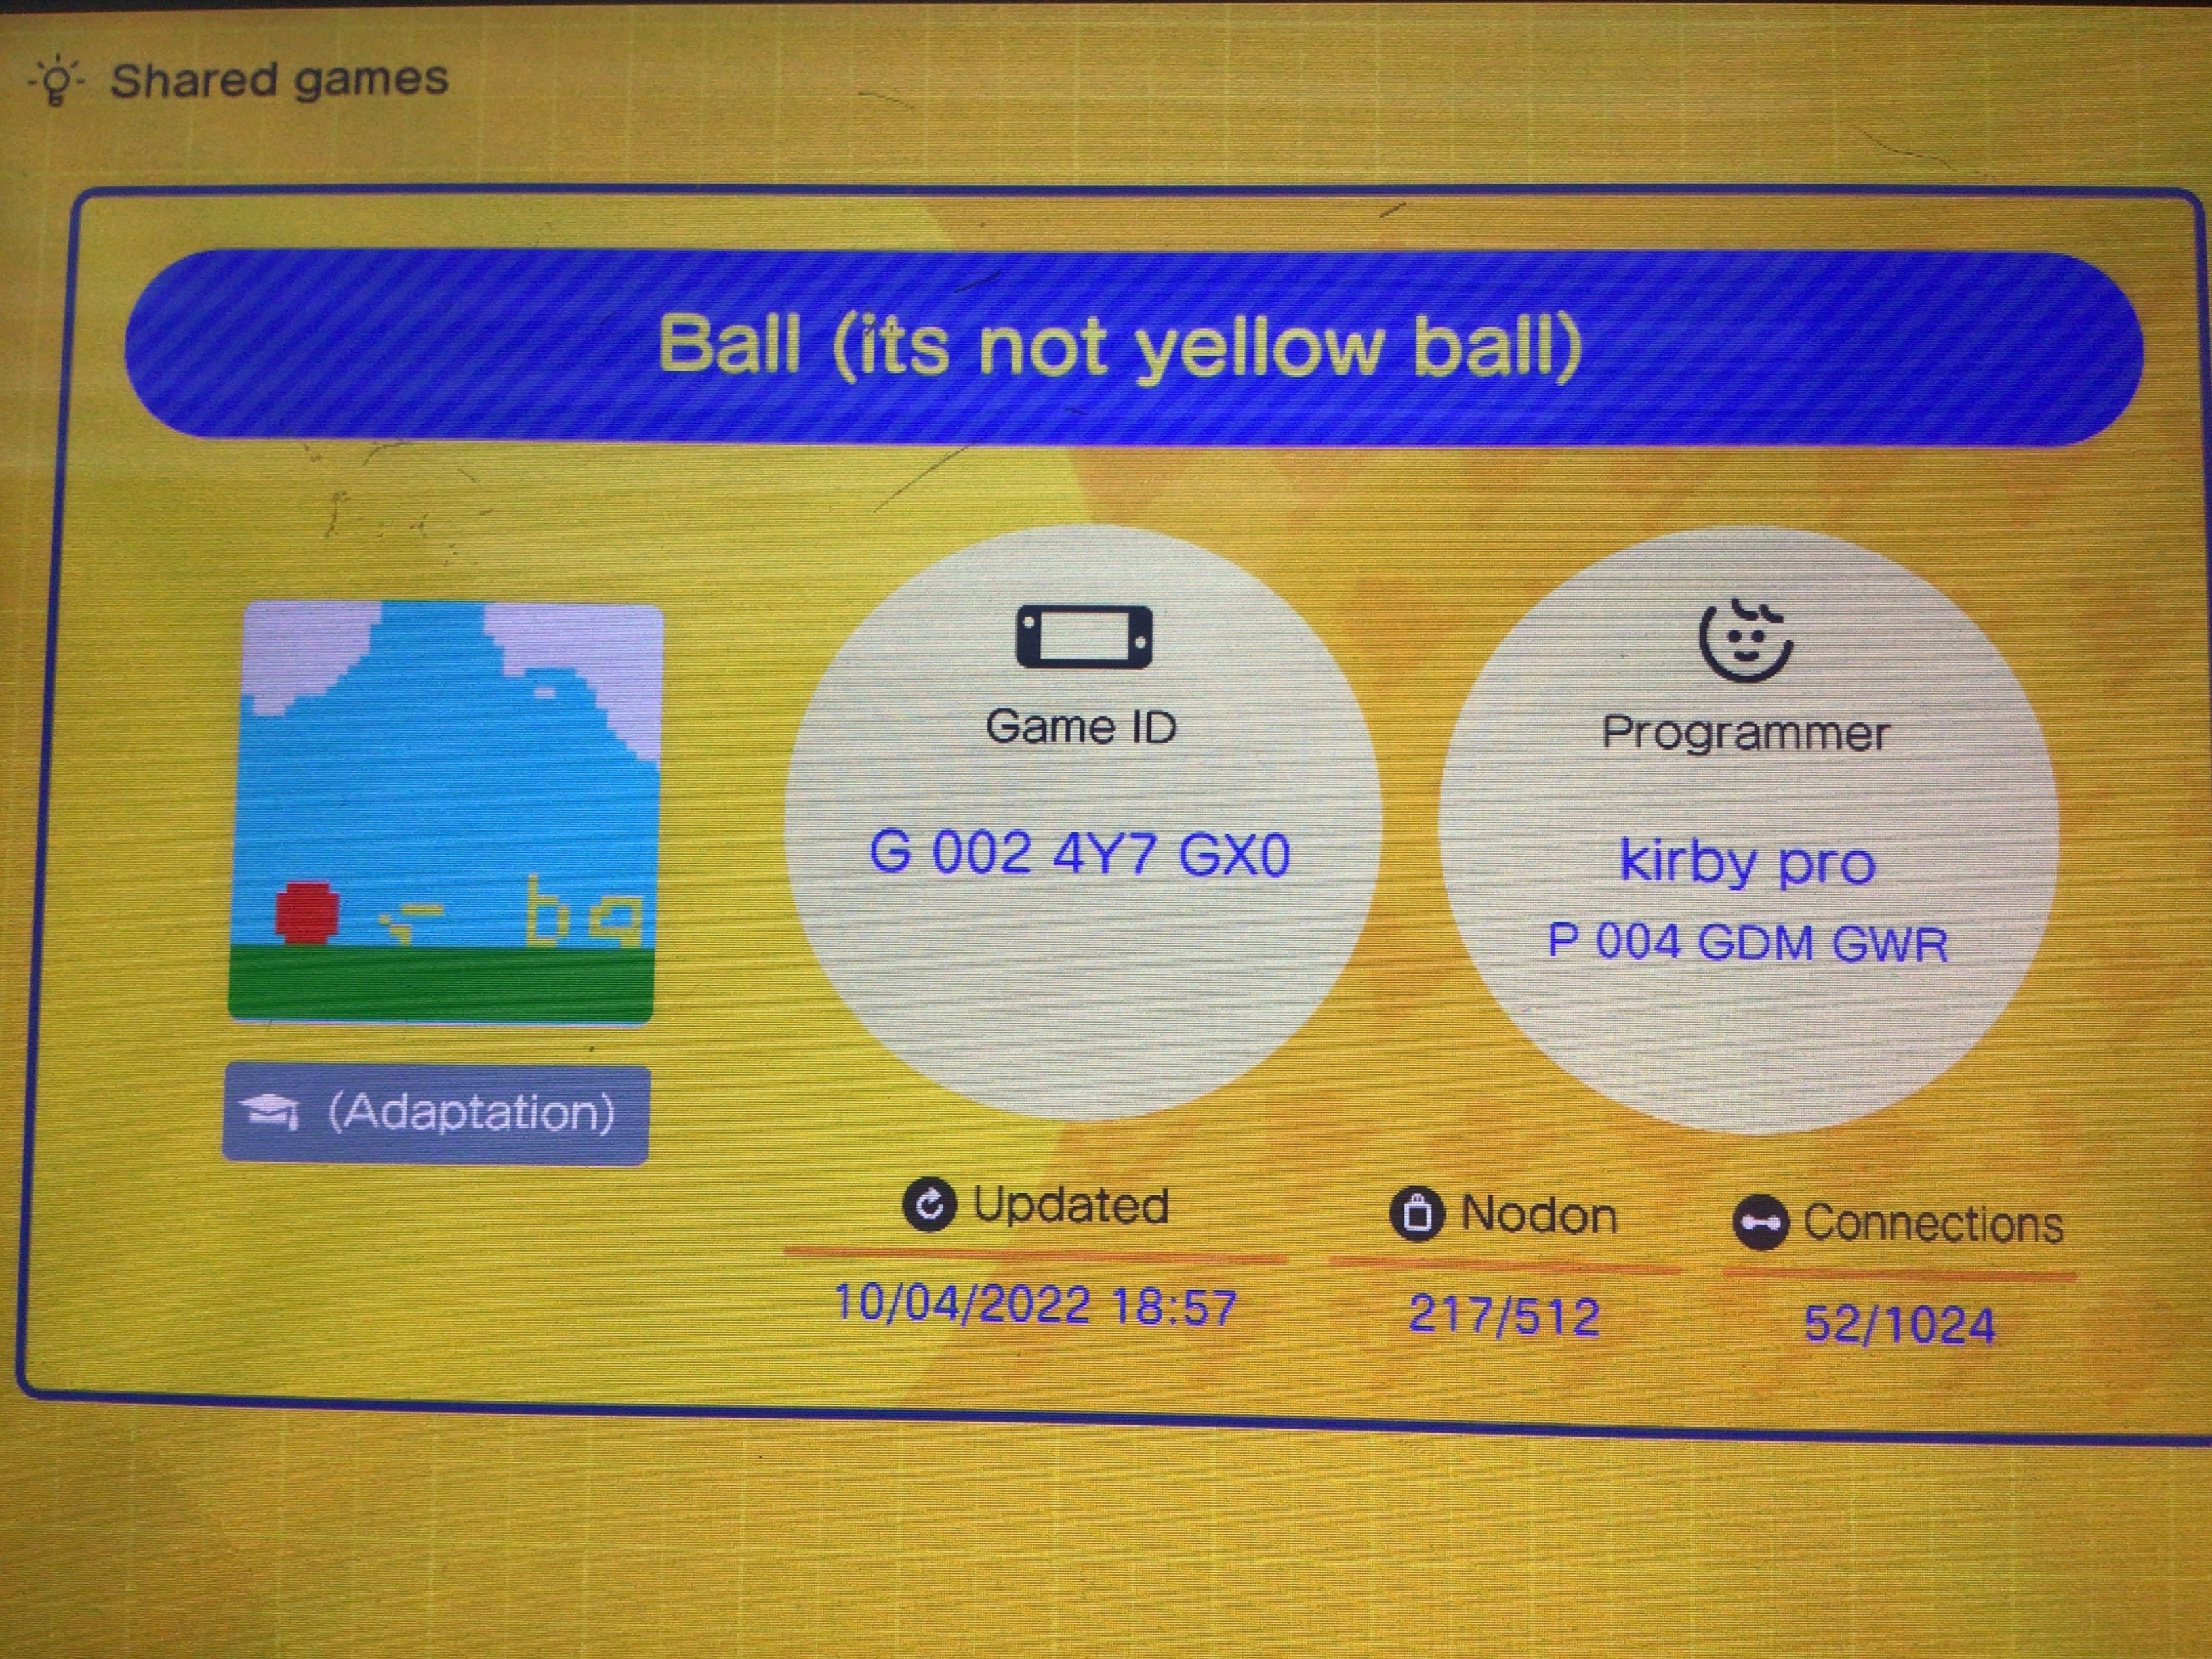 Shared games
Ball (its not yellow ball)
Game ID
G 002 4Y7 GX0
Programmer
kirby pro
P 004 GDM GWR
(Adaptation)
Updated
10/04/2022 18:57
Nodon
217/512
Connections
52/1024